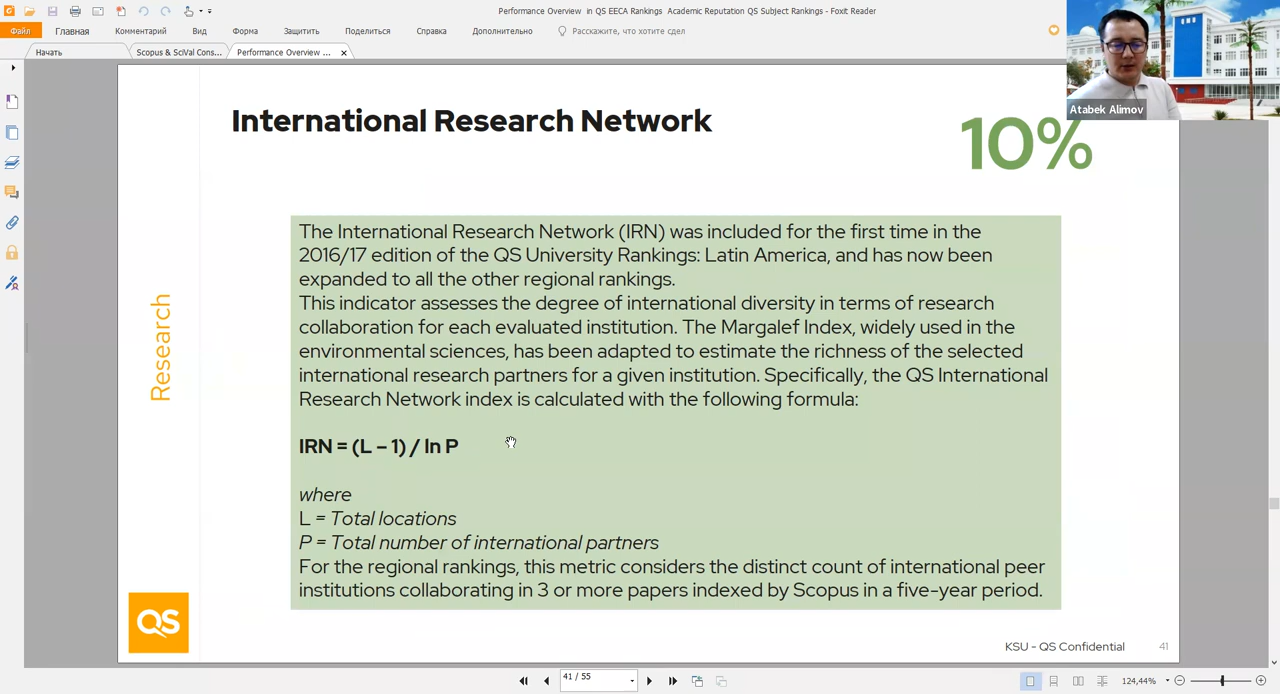 Performance Overview in QS EECA Rankings Academic Reputation QS Subject Rankings - Foxit Reader
Файл Главная Комментарий Вид Форма Защитить Поделиться Справка Дополнительно Расскажите, что хотите сдел
Начать Scopus & SciVal Cons... Performance Overview ...
Atabek Alimov
International Research Network
10%
Research
The International Research Network (IRN) was included for the first time in the
2016/17 edition of the QS University Rankings: Latin America, and has now been
expanded to all the other regional rankings.
This indicator assesses the degree of international diversity in terms of research
collaboration for each evaluated institution. The Margalef Index, widely used in the
environmental sciences, has been adapted to estimate the richness of the selected
international research partners for a given institution. Specifically, the QS International
Research Network index is calculated with the following formula:
IRN = (L – 1) / ln P
where
L = Total locations
P = Total number of international partners
For the regional rankings, this metric considers the distinct count of international peer
institutions collaborating in 3 or more papers indexed by Scopus in a five-year period.
QS
KSU - QS Confidential 41
41 / 55
124,44%